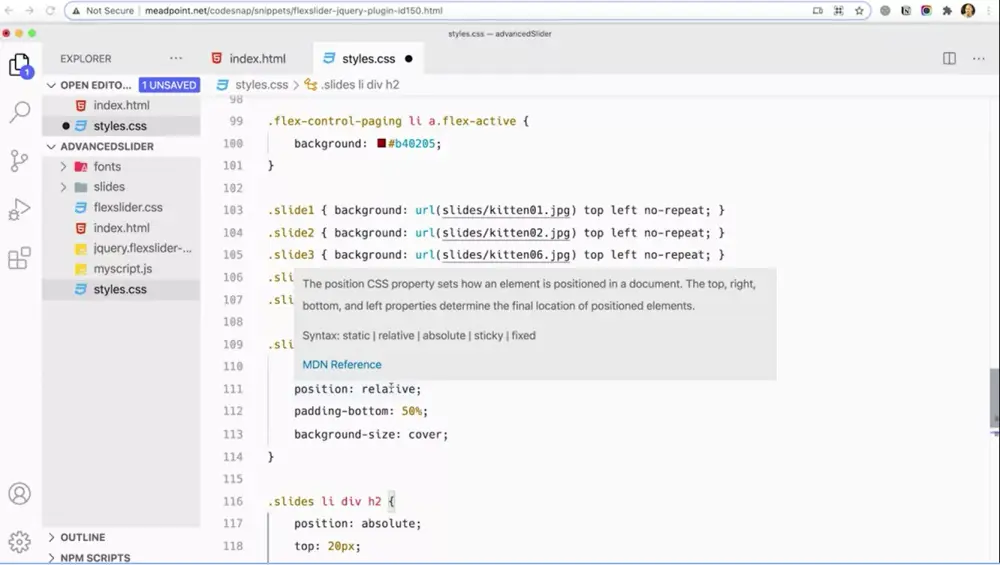 Not Secure | meadpoint.net/codesnap/snippets/flexslider-jquery-plugin-id150.html
styles.css — advancedSlider
EXPLORER
index.html
styles.css
OPEN EDITO...
1 UNSAVED
styles.css > .slides li div h2
index.html
styles.css
ADVANCEDSLIDER
fonts
slides
flexslider.css
index.html
jquery.flexslider-...
myscript.js
styles.css
OUTLINE
NPM SCRIPTS
1
98
99 .flex-control-paging li a.flex-active {
100 background: #b40205;
101 }
102
103 .slide1 { background: url(slides/kitten01.jpg) top left no-repeat; }
104 .slide2 { background: url(slides/kitten02.jpg) top left no-repeat; }
105 .slide3 { background: url(slides/kitten06.jpg) top left no-repeat; }
106 .sli
The position CSS property sets how an element is positioned in a document. The top, right,
107 .sli
bottom, and left properties determine the final location of positioned elements.
108
Syntax: static | relative | absolute | sticky | fixed
109 .sli
110
MDN Reference
111 position: relative;
112 padding-bottom: 50%;
113 background-size: cover;
114 }
115
116 .slides li div h2 {
117 position: absolute;
118 top: 20px;